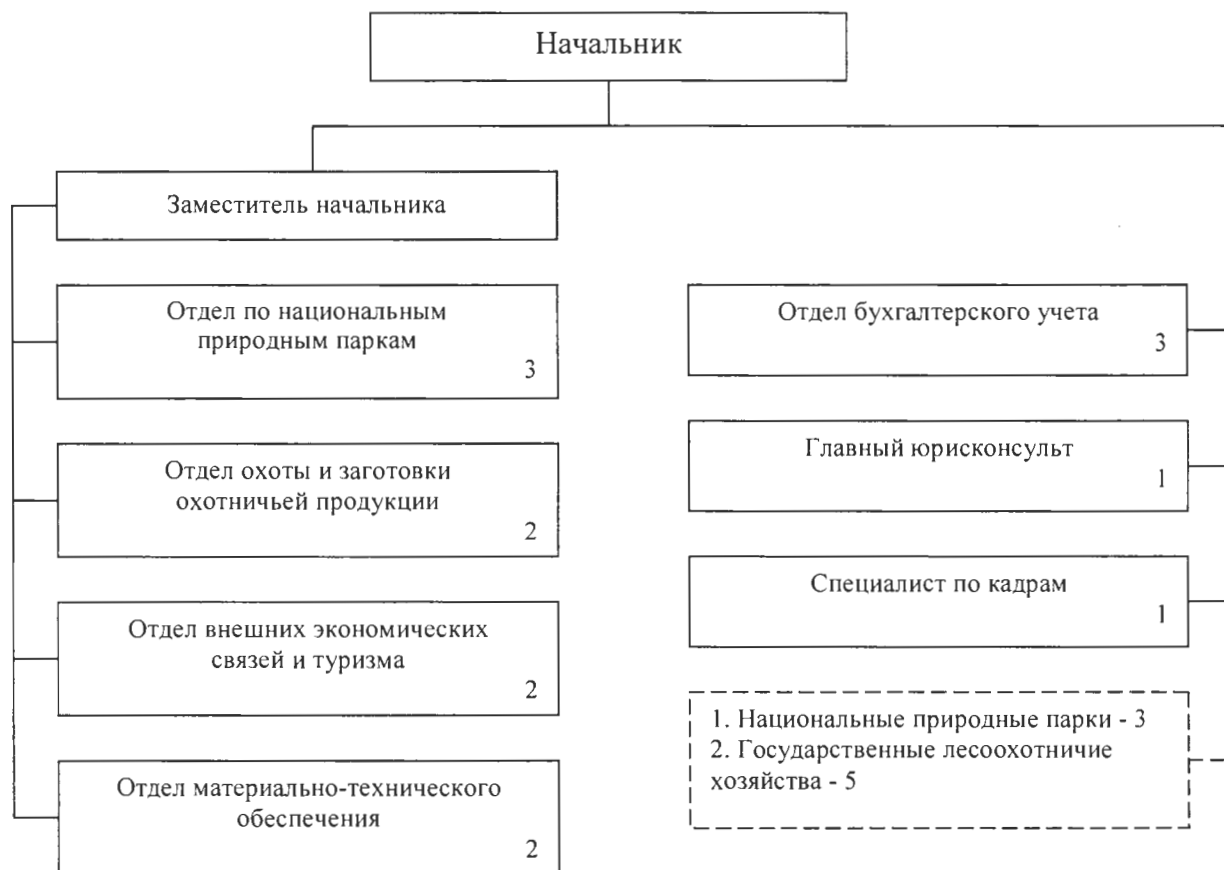 Начальник
Заместитель начальника
Отдел по национальным
природным паркам
3
Отдел охоты и заготовки
охотничьей продукции
2
Отдел внешних экономических
связей и туризма
2
Отдел материально-технического
обеспечения
2
Отдел бухгалтерского учета
3
Главный юрисконсульт
1
Специалист по кадрам
1
1. Национальные природные парки - 3
2. Государственные лесоохотничие
хозяйства - 5